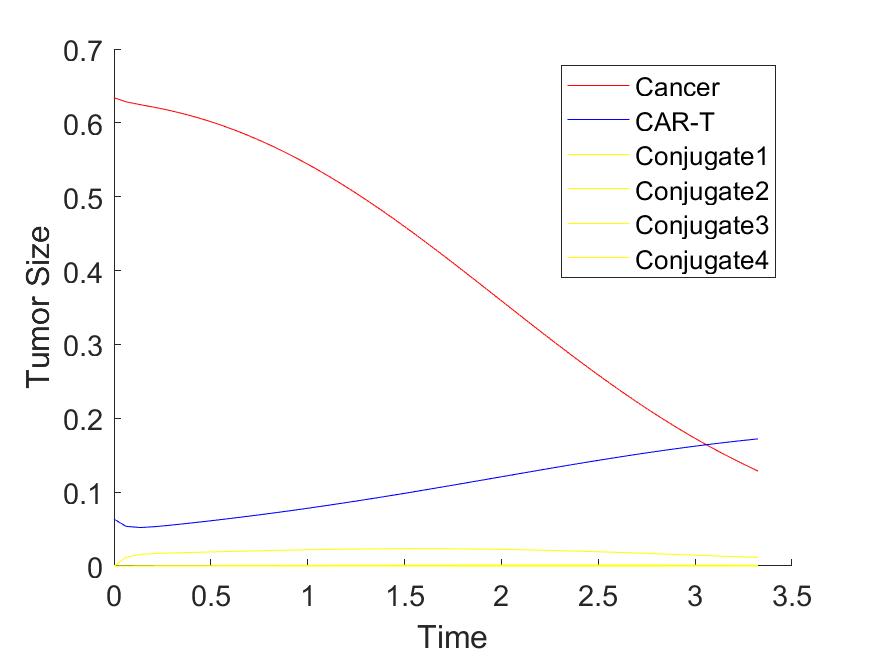 0.7
0.6
0.5
0.4
0.3
0.2
0.1
0
Tumor Size
Cancer
CAR-T
Conjugate1
Conjugate2
Conjugate3
Conjugate4
0 0.5 1 1.5 2 2.5 3 3.5
Time